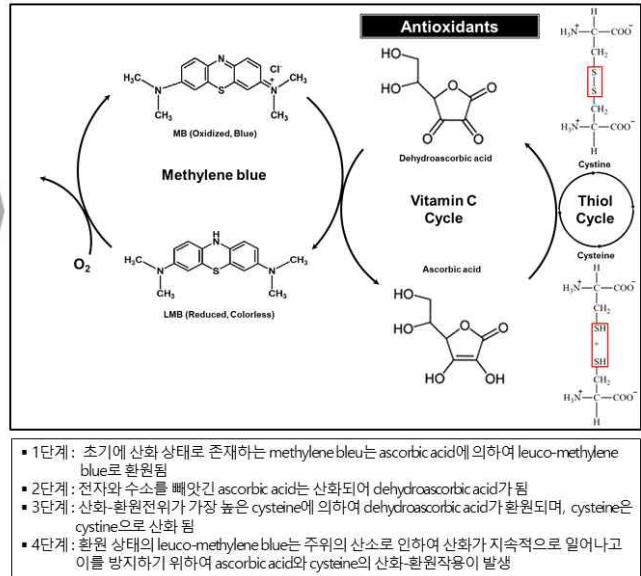 Antioxidants
N
Cl⁻
H₃C
N
S
N
CH₃
CH₃
CH₃
MB (Oxidized, Blue)
Methylene blue
H
N
H₃C
N
S
N
CH₃
CH₃
CH₃
O₂
LMB (Reduced, Colorless)
HO
HO
O
O
O
O
Dehydroascorbic acid
Vitamin C
Cycle
Ascorbic acid
HO
HO
O
O
HO
OH
H
H₃N⁺—C—COO⁻
CH₂
S
S
CH₂
H₃N⁺—C—COO⁻
H
Cystine
Thiol
Cycle
Cysteine
H
H₃N⁺—C—COO⁻
CH₂
SH
+
SH
CH₂
H₃N⁺—C—COO⁻
H
▪ 1단계 : 초기에 산화 상태로 존재하는 methylene bleu는 ascorbic acid에 의하여 leuco-methylene
blue로 환원됨
▪ 2단계 : 전자와 수소를 빼앗긴 ascorbic acid는 산화되어 dehydroascorbic acid가 됨
▪ 3단계 : 산화-환원전위가 가장 높은 cysteine에 의하여 dehydroascorbic acid가 환원되며, cysteine은
cystine으로 산화 됨
▪ 4단계 : 환원 상태의 leuco-methylene blue는 주위의 산소로 인하여 산화가 지속적으로 일어나고
이를 방지하기 위하여 ascorbic acid와 cysteine의 산화-환원작용이 발생